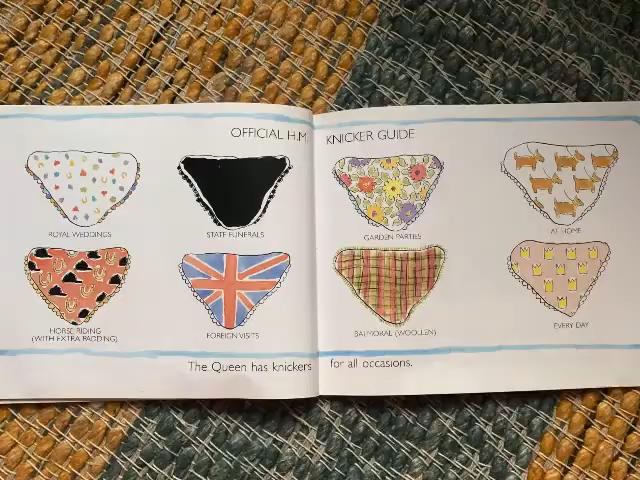 OFFICIAL H.M. KNICKER GUIDE
ROYAL WEDDINGS
STATE FUNERALS
GARDEN PARTIES
AT HOME
HORSE RIDING
(WITH EXTRA PADDING)
FOREIGN VISITS
BALMORAL (WOOLLEN)
EVERY DAY
The Queen has knickers for all occasions.